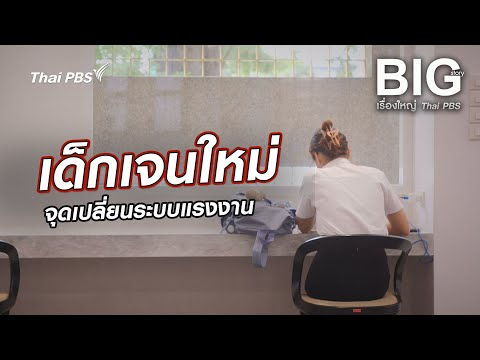 Thai PBS
BIG
story
เรื่องใหญ่ Thai PBS
เด็กเจนใหม่
จุดเปลี่ยนระบบแรงงาน